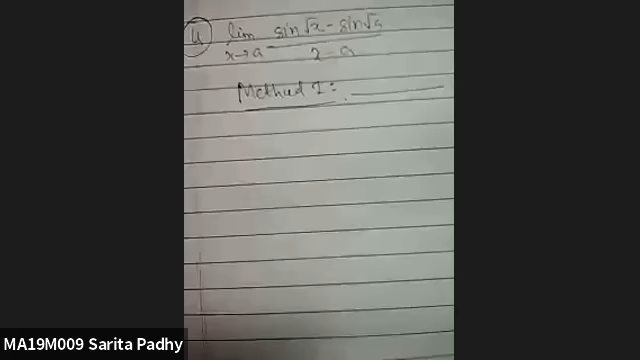 4 lim sin√x - sin√a
x→a x - a
Method I :
MA19M009 Sarita Padhy